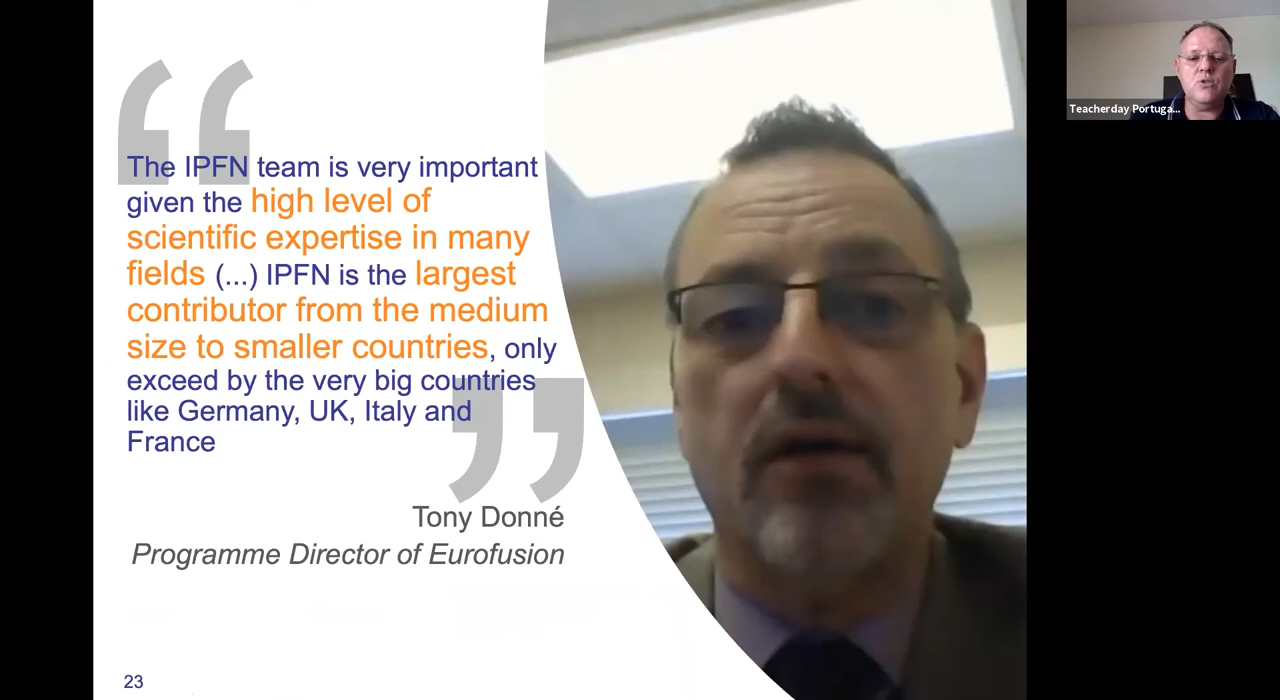 The IPFN team is very important
given the high level of
scientific expertise in many
fields (...) IPFN is the largest
contributor from the medium
size to smaller countries, only
exceed by the very big countries
like Germany, UK, Italy and
France
Tony Donné
Programme Director of Eurofusion
23
Teacherday Portuga...